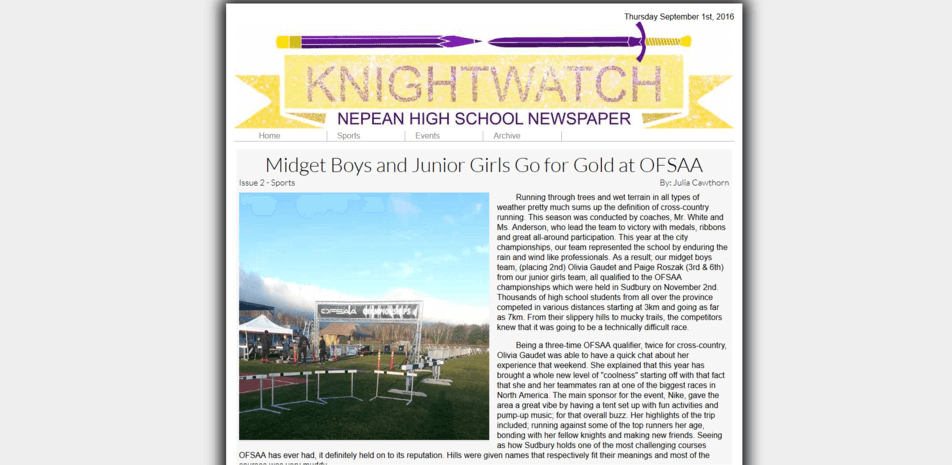 Thursday September 1st, 2016
KNIGHTWATCH
NEPEAN HIGH SCHOOL NEWSPAPER
Home Sports Events Archive
Midget Boys and Junior Girls Go for Gold at OFSAA
Issue 2 - Sports By: Julia Cawthorn
Running through trees and wet terrain in all types of
weather pretty much sums up the definition of cross-country
running. This season was conducted by coaches, Mr. White and
Ms. Anderson, who lead the team to victory with medals, ribbons
and great all-around participation. This year at the city
championships, our team represented the school by enduring the
rain and wind like professionals. As a result; our midget boys
team, (placing 2nd) Olivia Gaudet and Paige Roszak (3rd & 6th)
from our junior girls team, all qualified to the OFSAA
championships which were held in Sudbury on November 2nd.
Thousands of high school students from all over the province
competed in various distances starting at 3km and going as far
as 7km. From their slippery hills to mucky trails, the competitors
knew that it was going to be a technically difficult race.
OFSAA
Being a three-time OFSAA qualifier, twice for cross-country,
Olivia Gaudet was able to have a quick chat about her
experience that weekend. She explained that this year has
brought a whole new level of "coolness" starting off with that fact
that she and her teammates ran at one of the biggest races in
North America. The main sponsor for the event, Nike, gave the
area a great vibe by having a tent set up with fun activities and
pump-up music; for that overall buzz. Her highlights of the trip
included; running against some of the top runners her age,
bonding with her fellow knights and making new friends. Seeing
as how Sudbury holds one of the most challenging courses
OFSAA has ever had, it definitely held on to its reputation. Hills were given names that respectively fit their meanings and most of the
courses was very muddy